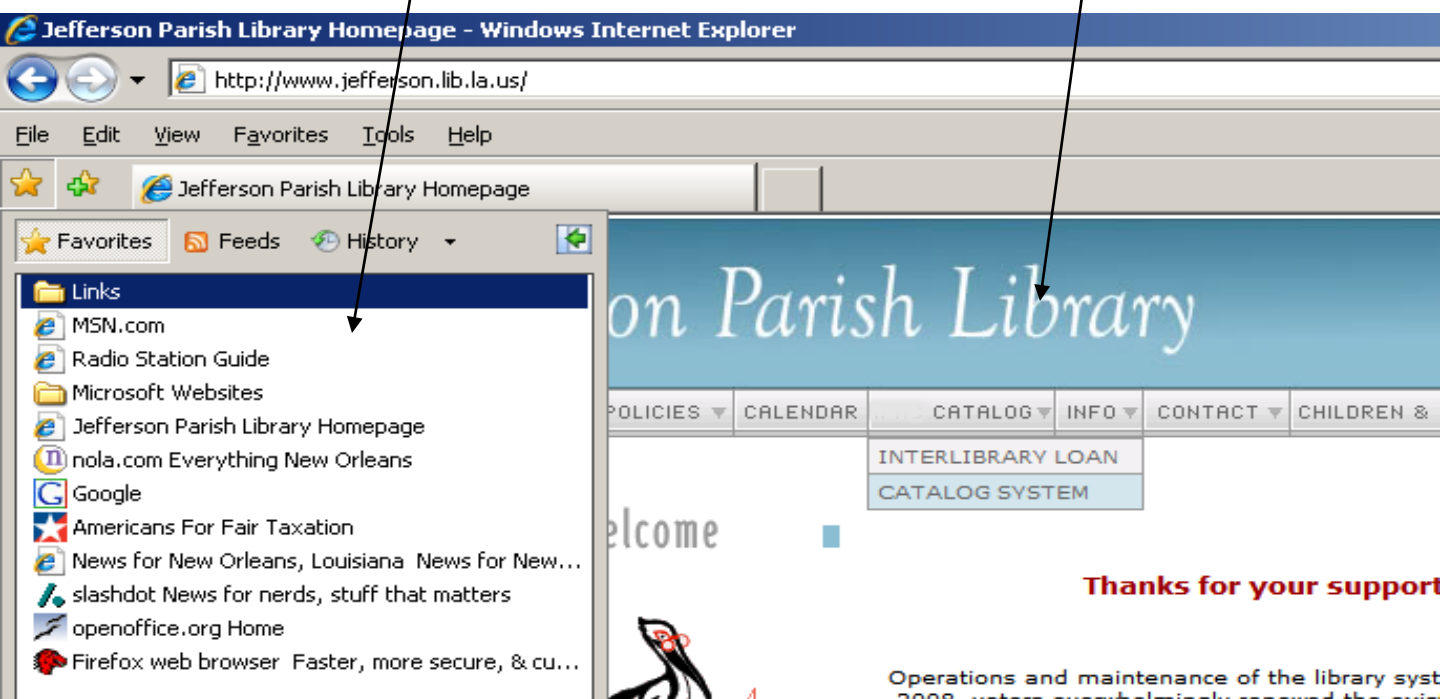 Jefferson Parish Library Homepage - Windows Internet Explorer
http://www.jefferson.lib.la.us/
File Edit View Favorites Tools Help
Jefferson Parish Library Homepage
Favorites Feeds History
Links
MSN.com
Radio Station Guide
Microsoft Websites
Jefferson Parish Library Homepage
nola.com Everything New Orleans
Google
Americans For Fair Taxation
News for New Orleans, Louisiana News for New...
slashdot News for nerds, stuff that matters
openoffice.org Home
Firefox web browser Faster, more secure, & cu...
on Parish Library
POLICIES CALENDAR CATALOG INFO CONTACT CHILDREN &
INTERLIBRARY LOAN
CATALOG SYSTEM
elcome
Thanks for your support
Operations and maintenance of the library syst